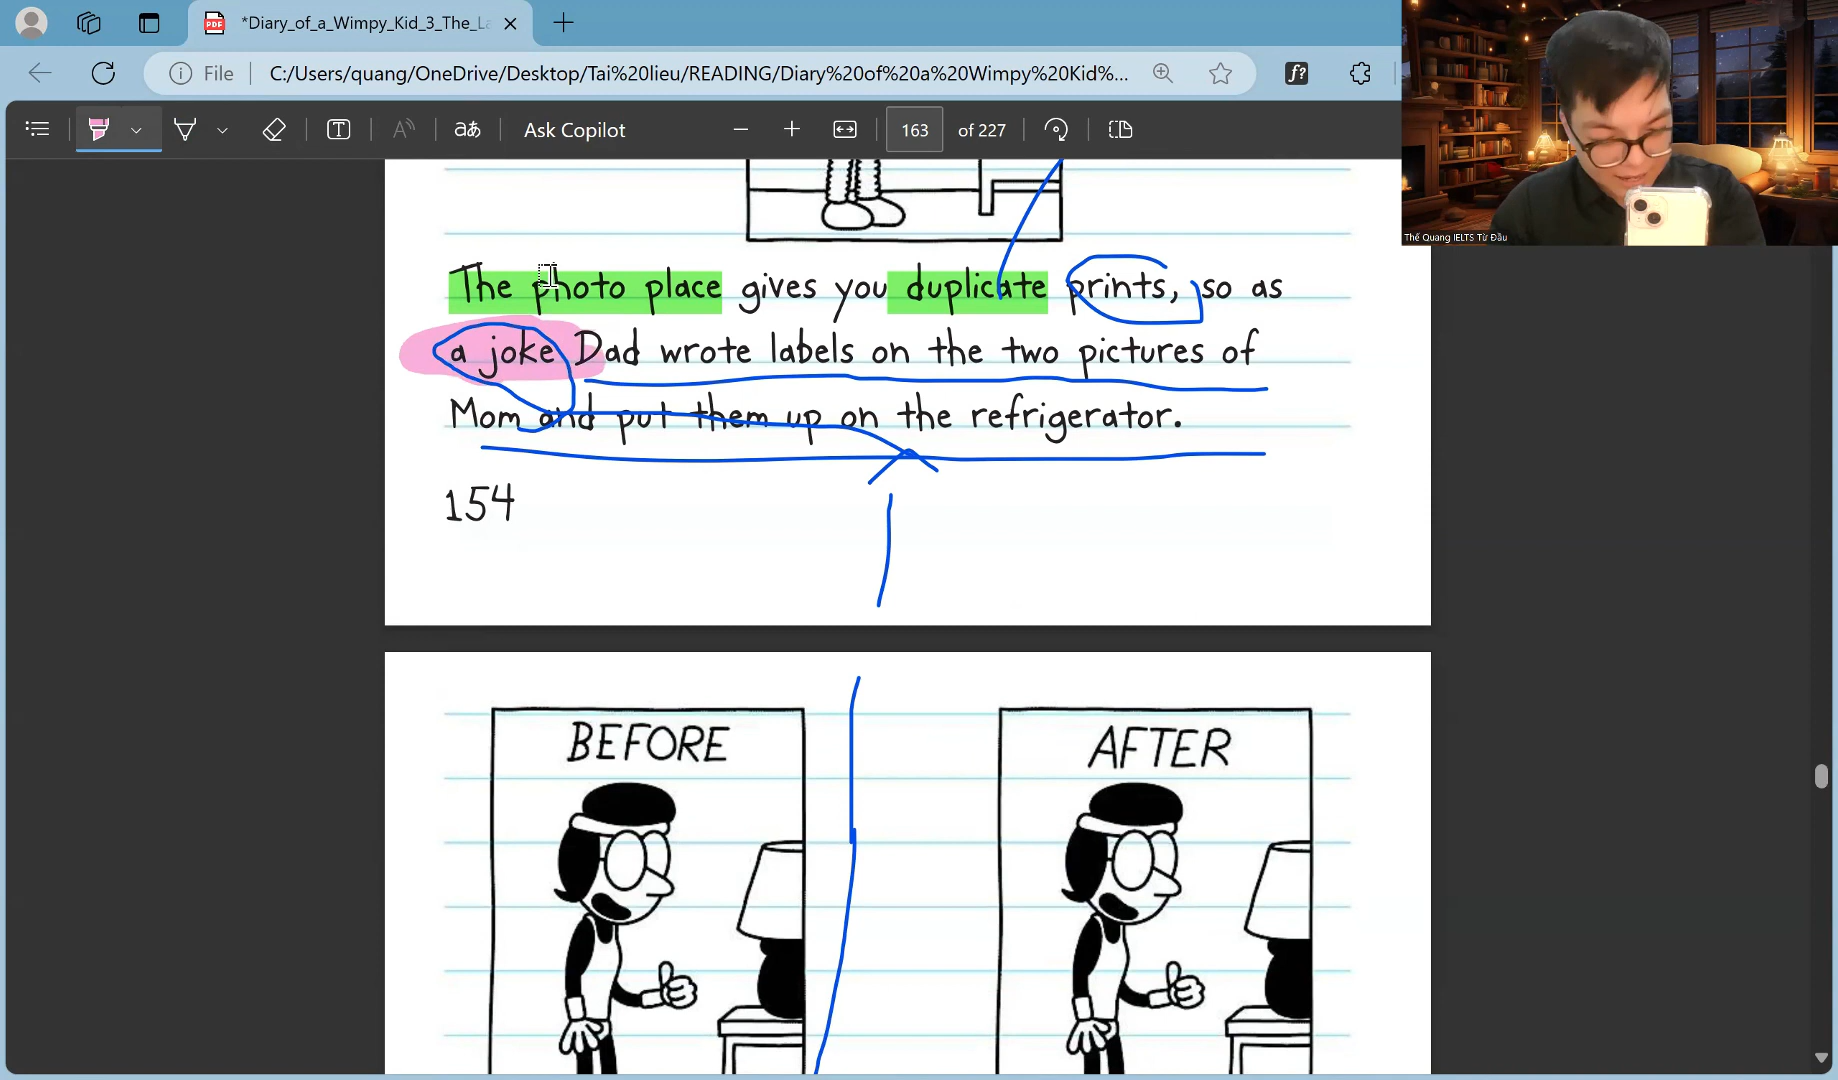 *Diary_of_a_Wimpy_Kid_3_The_La
File
C:/Users/quang/OneDrive/Desktop/Tai%20lieu/READING/Diary%20of%20a%20Wimpy%20Kid%...
Ask Copilot
163 of 227
Thế Quang IELTS Từ Đầu
The photo place gives you duplicate prints, so as
a joke Dad wrote labels on the two pictures of
Mom and put them up on the refrigerator.
154
BEFORE
AFTER